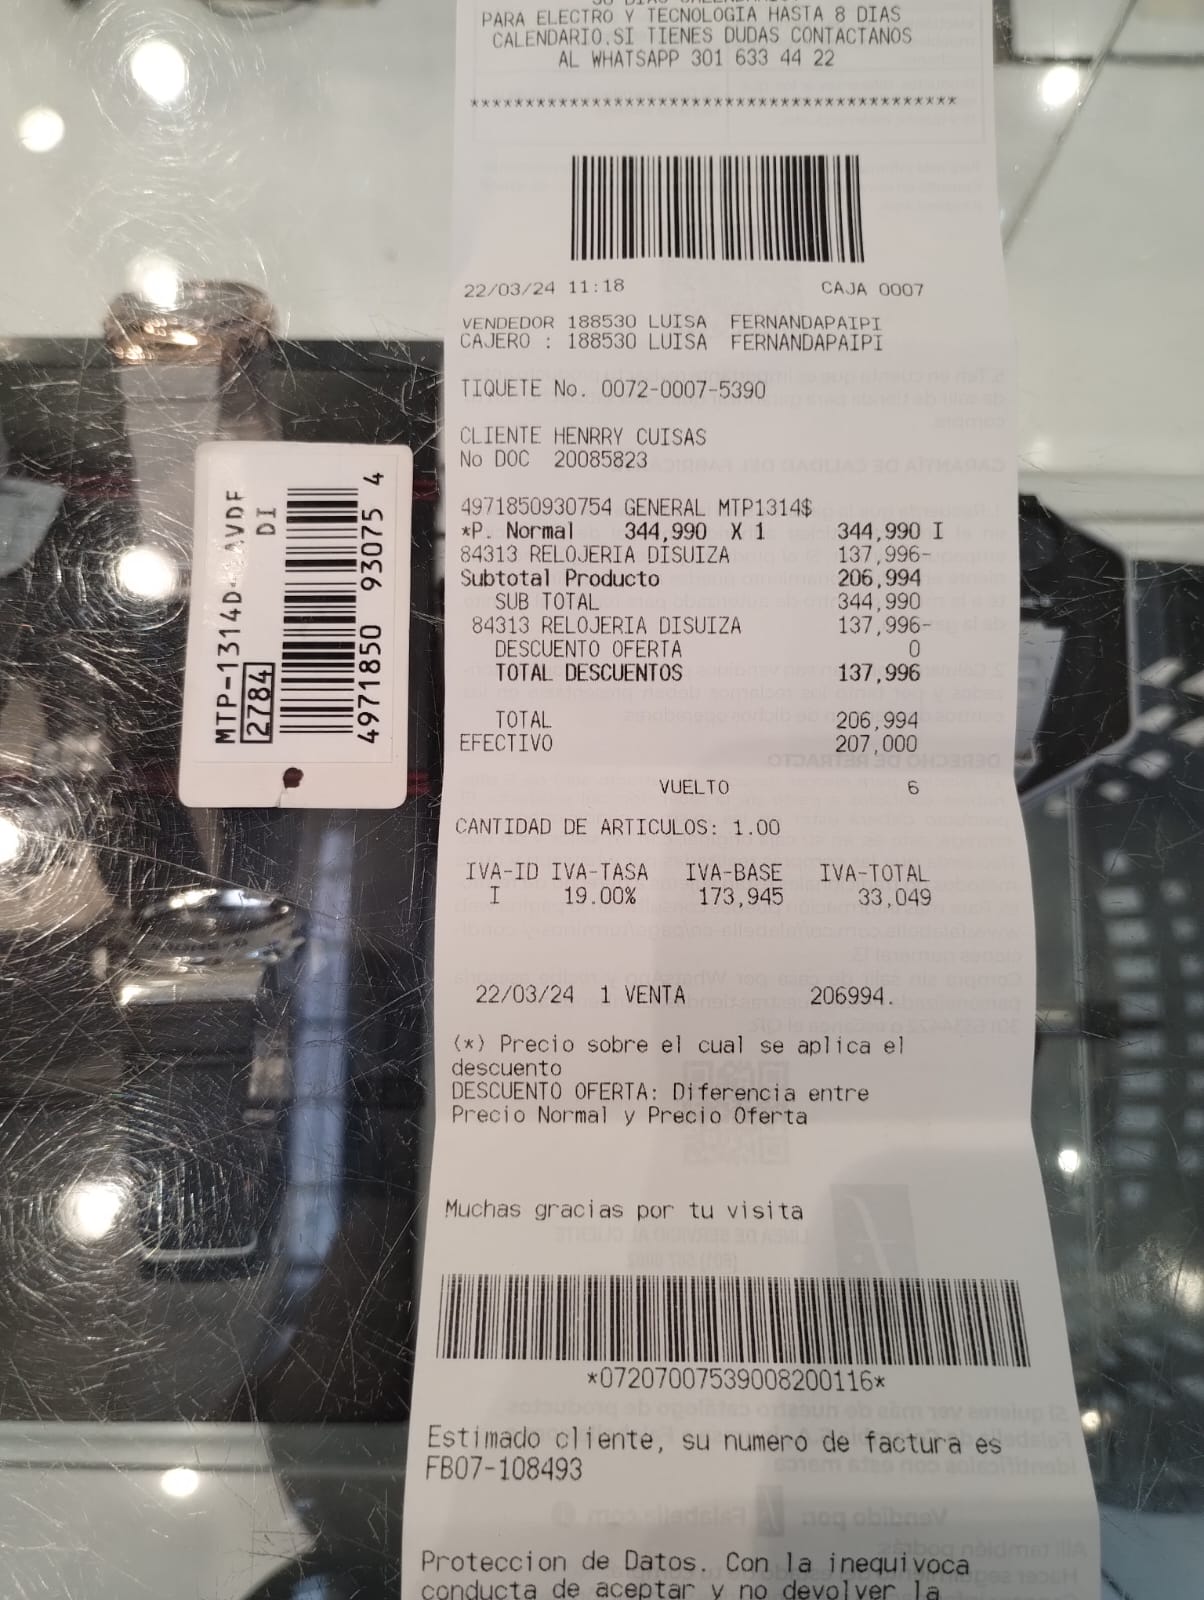 PARA ELECTRO Y TECNOLOGIA HASTA 8 DIAS
CALENDARIO.SI TIENES DUDAS CONTACTANOS
AL WHATSAPP 301 633 44 22
********************************************
22/03/24 11:18 CAJA 0007
VENDEDOR 188530 LUISA FERNANDAPAIPI
CAJERO : 188530 LUISA FERNANDAPAIPI
TIQUETE No. 0072-0007-5390
CLIENTE HENRRY CUISAS
No DOC 20085823
4971850930754 GENERAL MTP1314$
*P. Normal 344,990 X 1 344,990 I
84313 RELOJERIA DISUIZA 137,996-
Subtotal Producto 206,994
SUB TOTAL 344,990
84313 RELOJERIA DISUIZA 137,996-
DESCUENTO OFERTA 0
TOTAL DESCUENTOS 137,996
TOTAL 206,994
EFECTIVO 207,000
VUELTO 6
CANTIDAD DE ARTICULOS: 1.00
IVA-ID IVA-TASA IVA-BASE IVA-TOTAL
I 19.00% 173,945 33,049
22/03/24 1 VENTA 206994.
(*) Precio sobre el cual se aplica el
descuento
DESCUENTO OFERTA: Diferencia entre
Precio Normal y Precio Oferta
Muchas gracias por tu visita
*07207007539008200116*
Estimado cliente, su numero de factura es
FB07-108493
Proteccion de Datos. Con la inequivoca
conducta de aceptar y no devolver la
DI
2784
4971850 93075 4